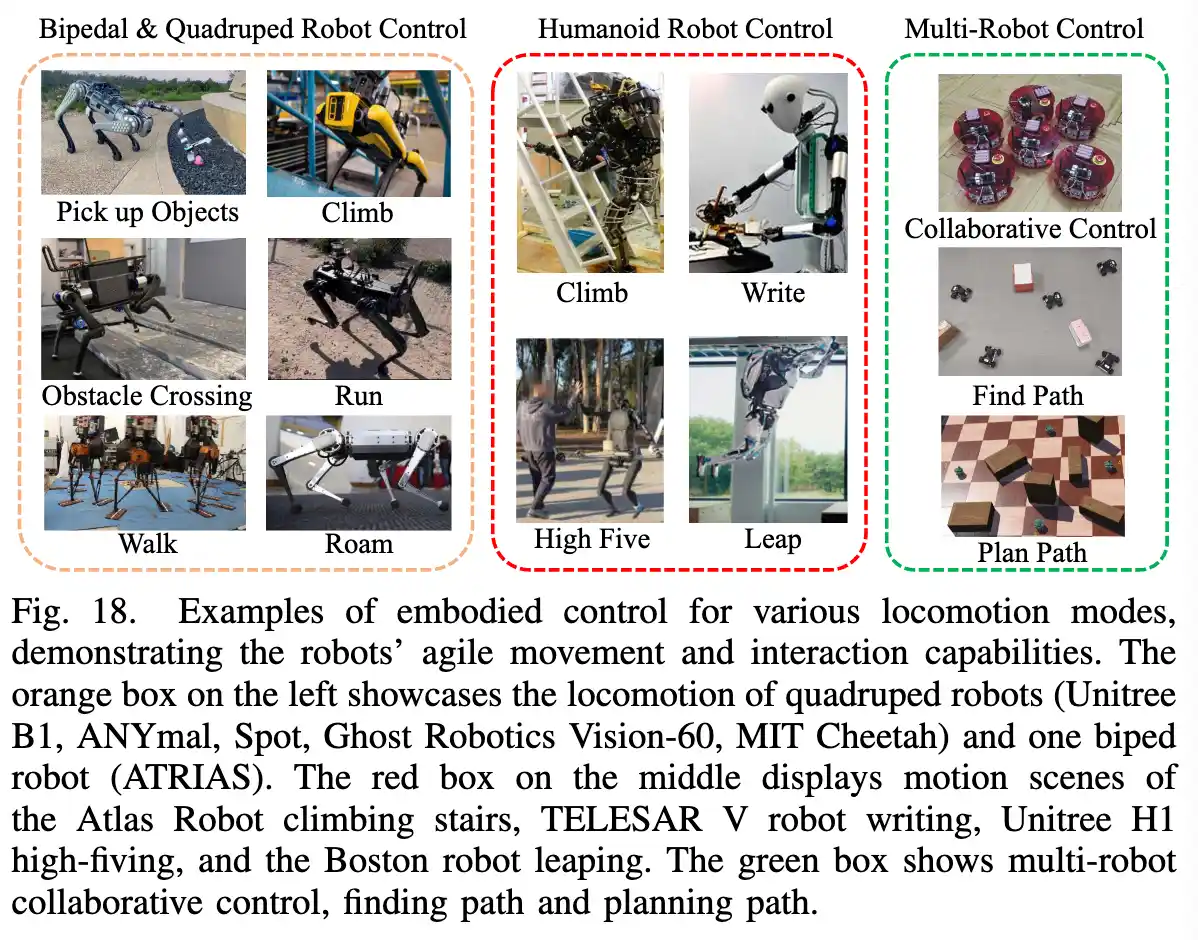 Bipedal & Quadruped Robot Control
Humanoid Robot Control
Multi-Robot Control
Pick up Objects
Climb
Obstacle Crossing
Run
Walk
Roam
Climb
Write
High Five
Leap
Collaborative Control
Find Path
Plan Path
Fig. 18. Examples of embodied control for various locomotion modes,
demonstrating the robots’ agile movement and interaction capabilities. The
orange box on the left showcases the locomotion of quadruped robots (Unitree
B1, ANYmal, Spot, Ghost Robotics Vision-60, MIT Cheetah) and one biped
robot (ATRIAS). The red box on the middle displays motion scenes of
the Atlas Robot climbing stairs, TELESAR V robot writing, Unitree H1
high-fiving, and the Boston robot leaping. The green box shows multi-robot
collaborative control, finding path and planning path.